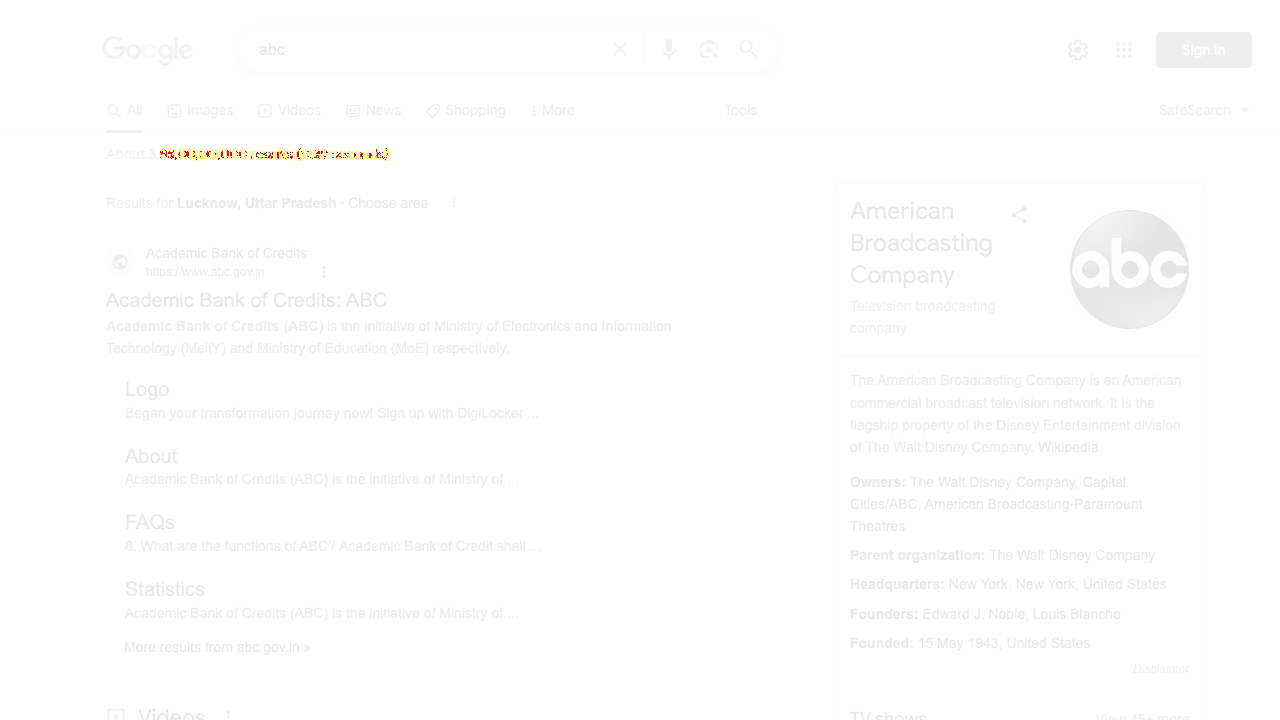 Google
abc
Sign in
All
Images
Videos
News
Shopping
More
Tools
SafeSearch
About
Results for Lucknow, Uttar Pradesh · Choose area
Academic Bank of Credits
https://www.abc.gov.in
Academic Bank of Credits: ABC
Academic Bank of Credits (ABC) is the initiative of Ministry of Electronics and Information
Technology (MeitY) and Ministry of Education (MoE) respectively.
Logo
Began your transformation journey now! Sign up with DigiLocker ...
About
Academic Bank of Credits (ABC) is the initiative of Ministry of ...
FAQs
8. What are the functions of ABC? Academic Bank of Credit shall ...
Statistics
Academic Bank of Credits (ABC) is the initiative of Ministry of ...
More results from abc.gov.in »
Videos
American
Broadcasting
Company
Television broadcasting
company
abc
The American Broadcasting Company is an American
commercial broadcast television network. It is the
flagship property of the Disney Entertainment division
of The Walt Disney Company. Wikipedia
Owners: The Walt Disney Company, Capital
Cities/ABC, American Broadcasting-Paramount
Theatres
Parent organization: The Walt Disney Company
Headquarters: New York, New York, United States
Founders: Edward J. Noble, Louis Blanche
Founded: 15 May 1943, United States
Disclaimer
TV shows
View 45+ more